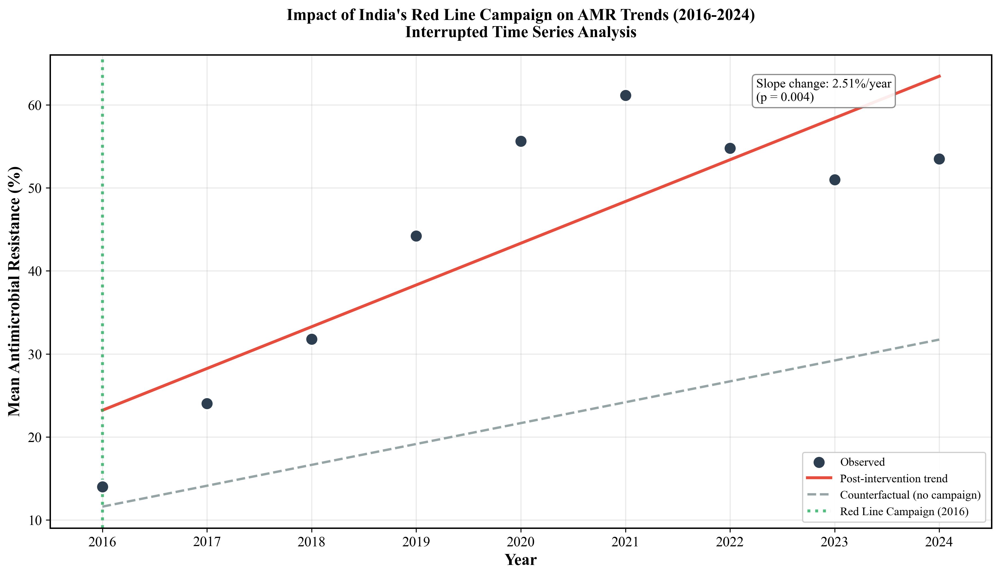 Impact of India's Red Line Campaign on AMR Trends (2016-2024)
Interrupted Time Series Analysis
Mean Antimicrobial Resistance (%)
60
50
40
30
20
10
Slope change: 2.51%/year
(p = 0.004)
Observed
Post-intervention trend
Counterfactual (no campaign)
Red Line Campaign (2016)
2016 2017 2018 2019 2020 2021 2022 2023 2024
Year